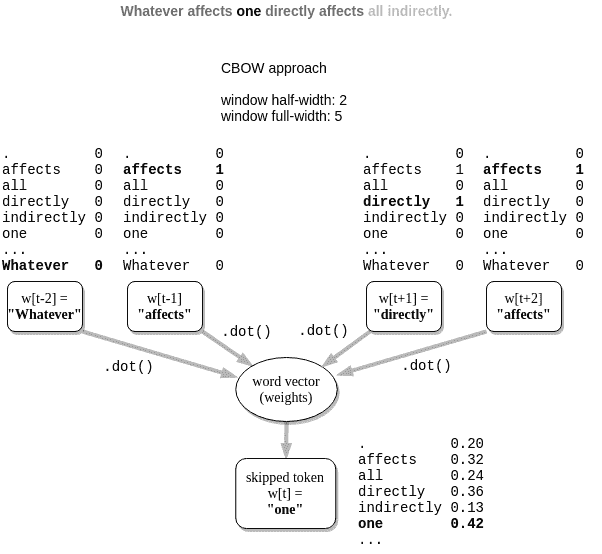 Whatever affects one directly affects all indirectly.
CBOW approach
window half-width: 2
window full-width: 5
. 0
affects 0
all 0
directly 0
indirectly 0
one 0
...
Whatever 0
. 0
affects 1
all 0
directly 0
indirectly 0
one 0
...
Whatever 0
. 0
affects 1
all 0
directly 1
indirectly 0
one 0
...
Whatever 0
. 0
affects 1
all 0
directly 0
indirectly 0
one 0
...
Whatever 0
w[t-2] =
"Whatever"
w[t-1]
"affects"
w[t+1] =
"directly"
w[t+2]
"affects"
.dot()
.dot()
.dot()
.dot()
word vector
(weights)
skipped token
w[t] =
"one"
. 0.20
affects 0.32
all 0.24
directly 0.36
indirectly 0.13
one 0.42
...